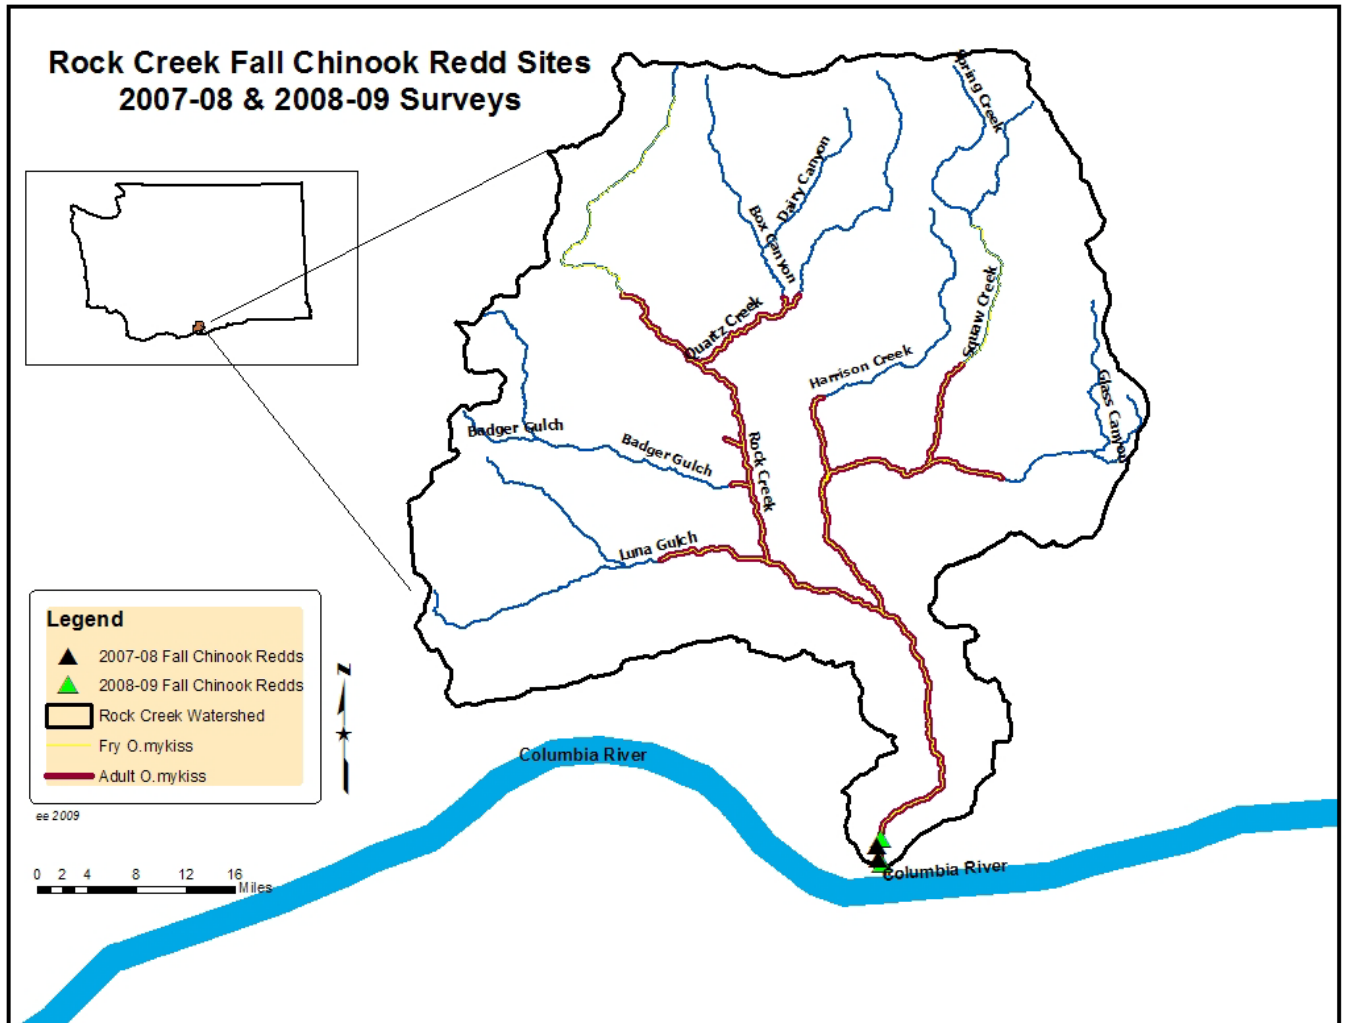 Rock Creek Fall Chinook Redd Sites
2007-08 & 2008-09 Surveys
Spring Creek
Dairy Canyon
Box Canyon
Quartz Creek
Squaw Creek
Harrison Creek
Glass Canyon
Badger Gulch
Badger Gulch
Rock Creek
Luna Gulch
Legend
2007-08 Fall Chinook Redds
2008-09 Fall Chinook Redds
Rock Creek Watershed
Fry O.mykiss
Adult O.mykiss
N
Columbia River
ee 2009
Columbia River
0 2 4 8 12 16
Miles